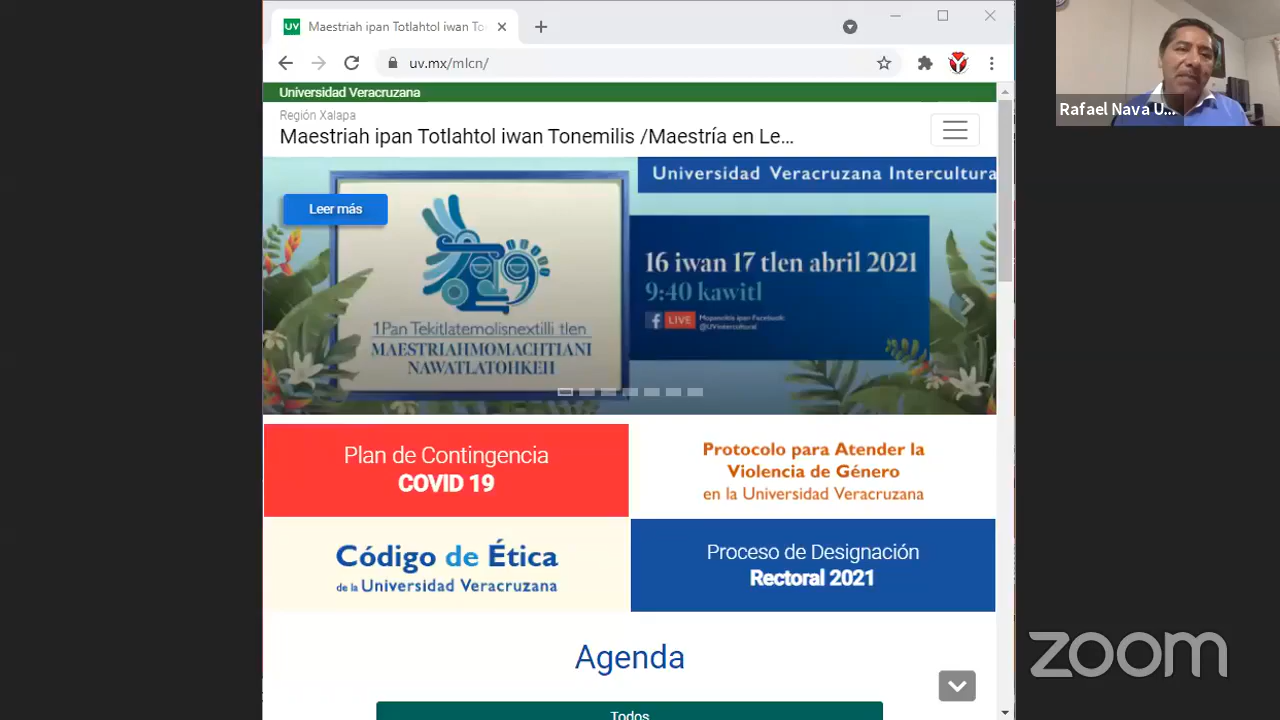 UV Maestriah ipan Totlahtol iwan To
uv.mx/mlcn/
Universidad Veracruzana
Región Xalapa
Maestriah ipan Totlahtol iwan Tonemilis /Maestría en Le...
Leer más
1Pan Tekitlatemolisnextilli tlen
MAESTRIAHMOMACHTIANI
NAWATLATOHKEH
Universidad Veracruzana Intercultura
16 iwan 17 tlen abril 2021
9:40 kawitl
f LIVE
@UVintercultural
Plan de Contingencia
COVID 19
Protocolo para Atender la
Violencia de Género
en la Universidad Veracruzana
Código de Ética
de la Universidad Veracruzana
Proceso de Designación
Rectoral 2021
Agenda
Todos
Rafael Nava U...
zoom